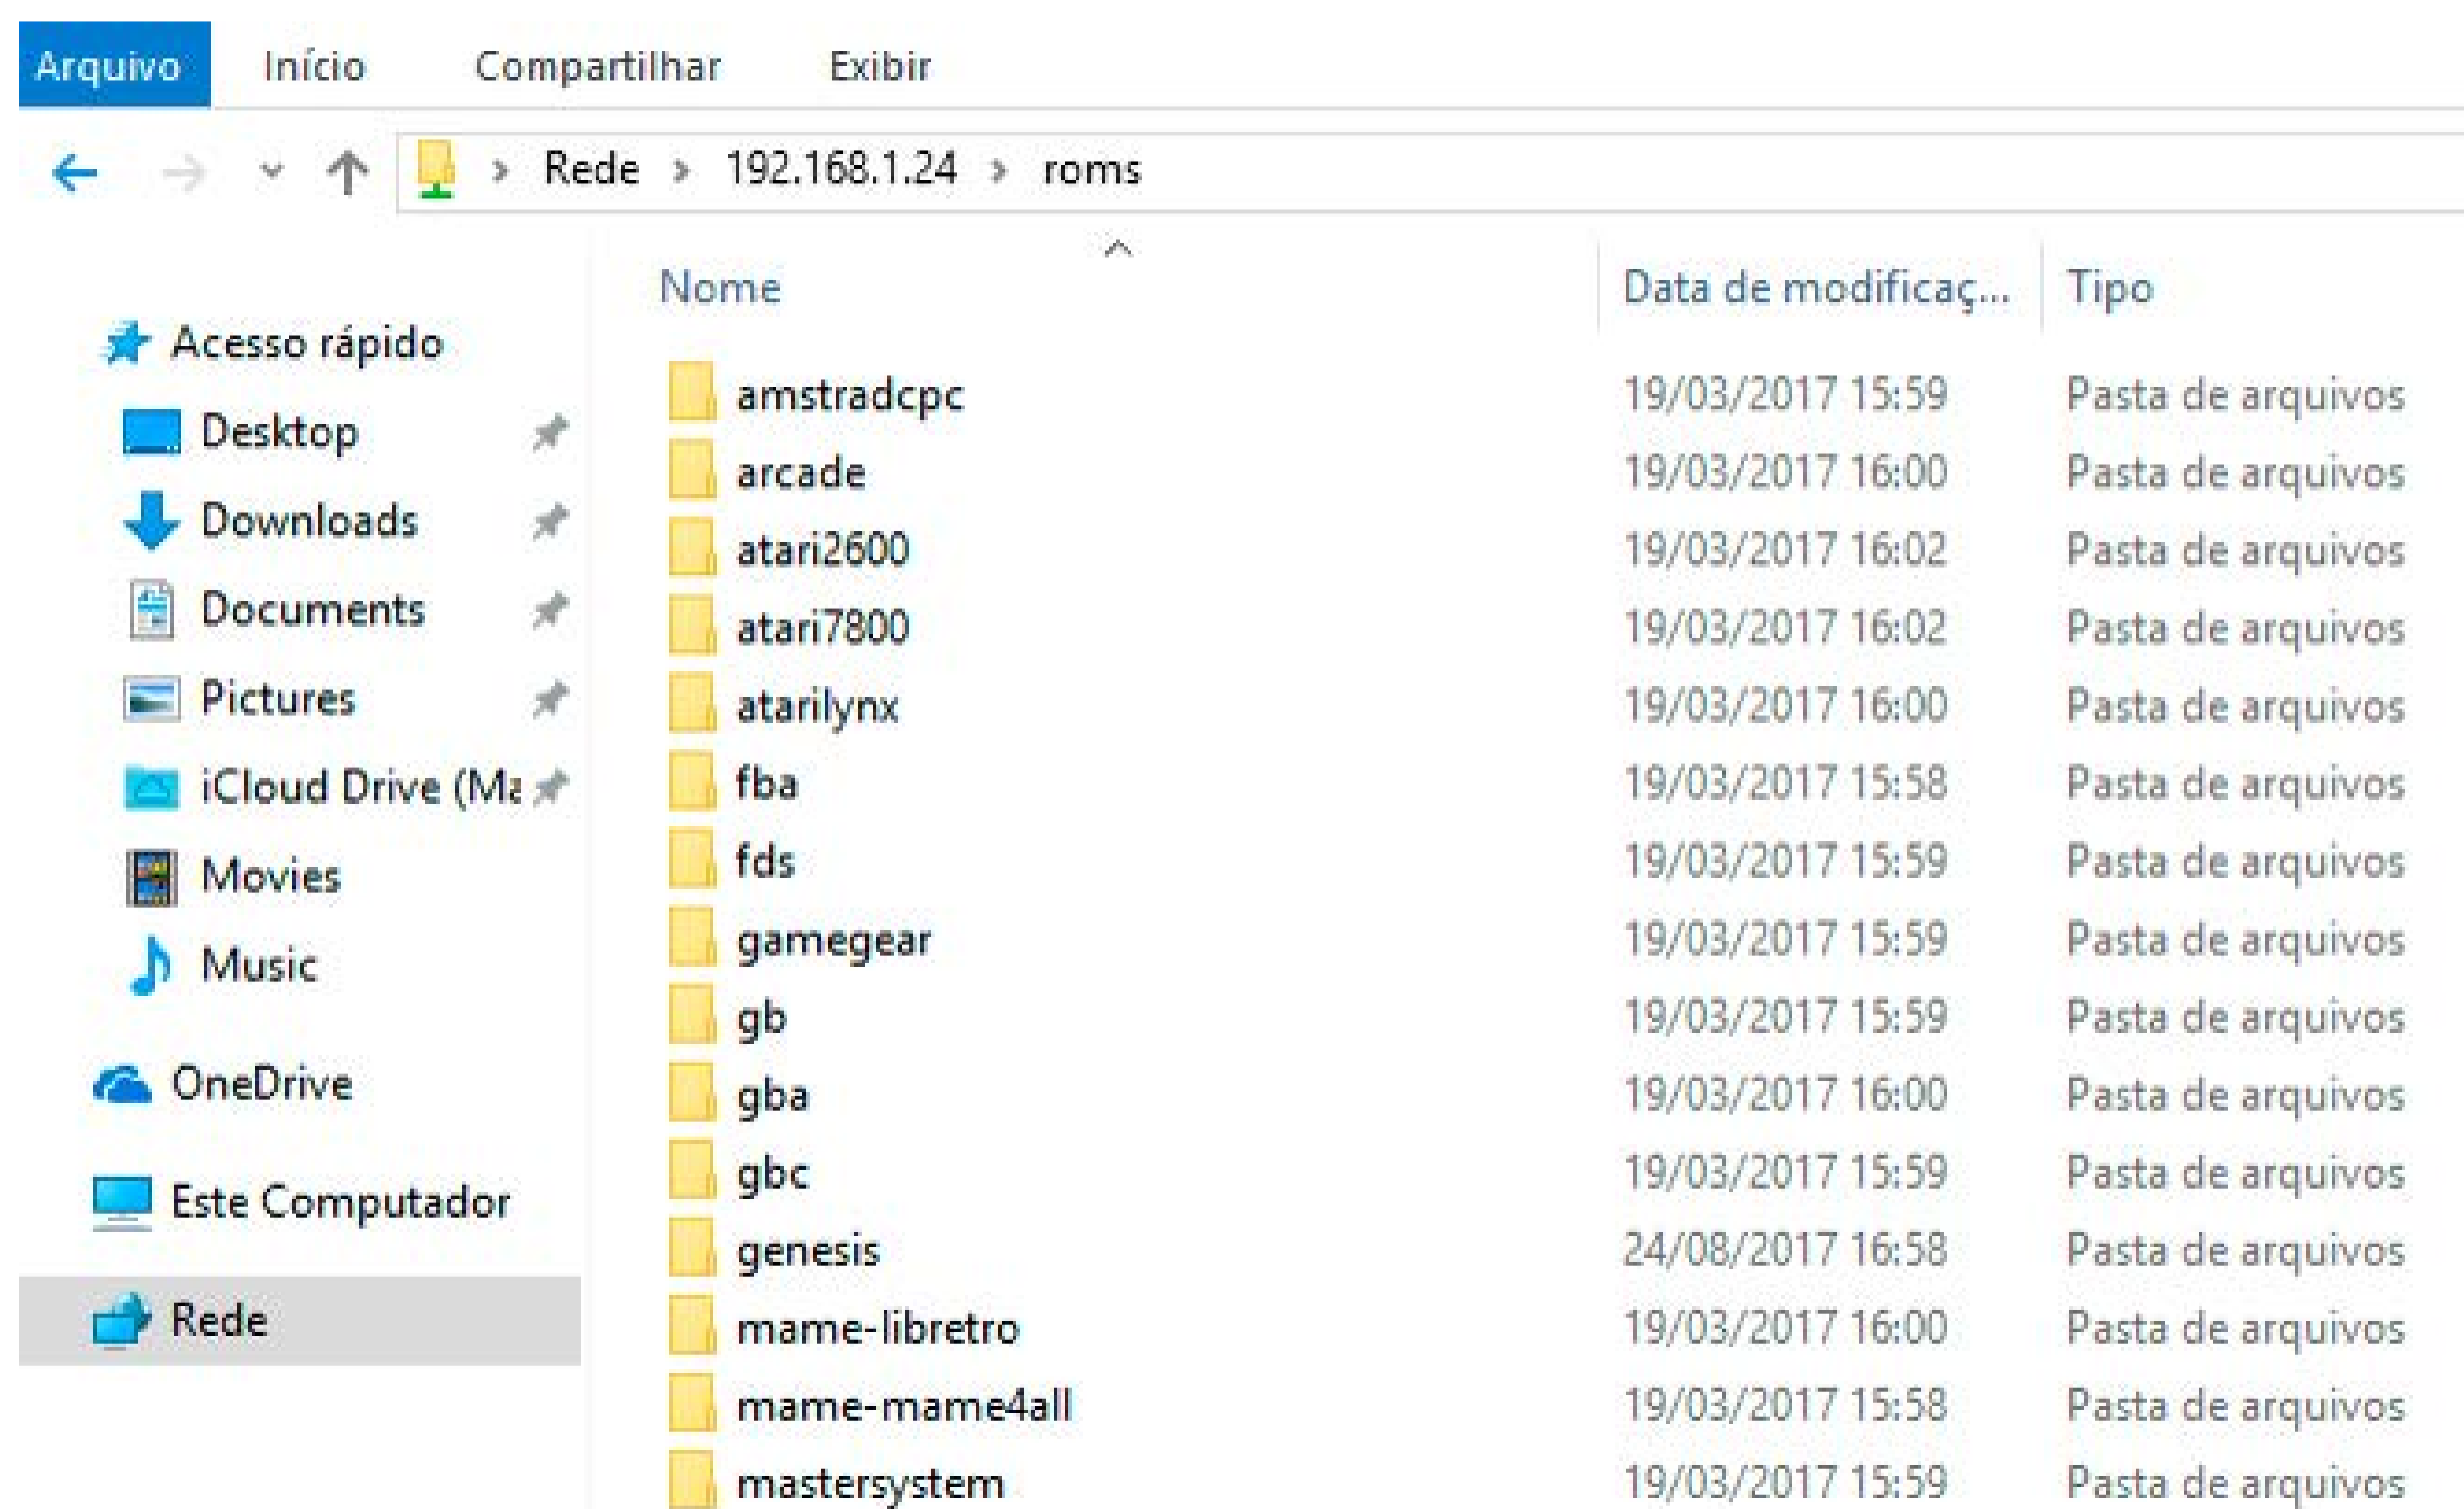 Arquivo Início Compartilhar Exibir
Rede 192.168.1.24 roms
Nome Data de modificaç... Tipo
Acesso rápido
Desktop
Downloads
Documents
Pictures
iCloud Drive (Ma
Movies
Music
OneDrive
Este Computador
Rede
amstradcpc 19/03/2017 15:59 Pasta de arquivos
arcade 19/03/2017 16:00 Pasta de arquivos
atari2600 19/03/2017 16:02 Pasta de arquivos
atari7800 19/03/2017 16:02 Pasta de arquivos
atarilynx 19/03/2017 16:00 Pasta de arquivos
fba 19/03/2017 15:58 Pasta de arquivos
fds 19/03/2017 15:59 Pasta de arquivos
gamegear 19/03/2017 15:59 Pasta de arquivos
gb 19/03/2017 15:59 Pasta de arquivos
gba 19/03/2017 16:00 Pasta de arquivos
gbc 19/03/2017 15:59 Pasta de arquivos
genesis 24/08/2017 16:58 Pasta de arquivos
mame-libretro 19/03/2017 16:00 Pasta de arquivos
mame-mame4all 19/03/2017 15:58 Pasta de arquivos
mastersystem 19/03/2017 15:59 Pasta de arquivos